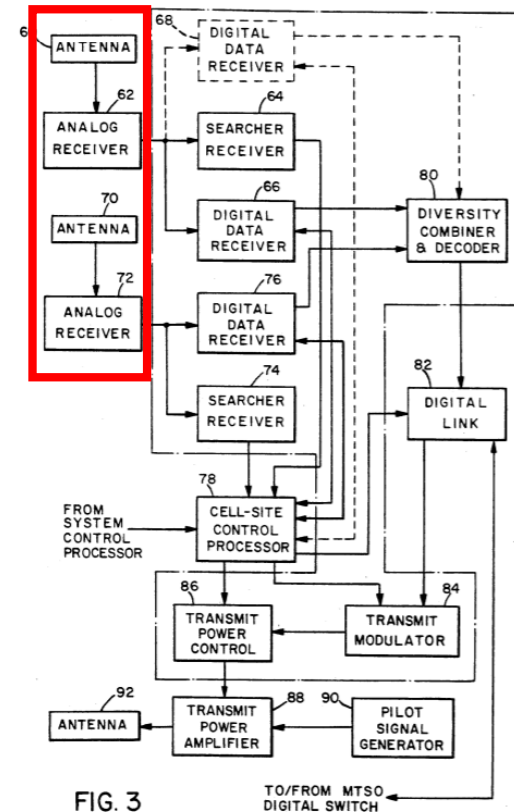 6
ANTENNA
62
ANALOG
RECEIVER
70
ANTENNA
72
ANALOG
RECEIVER
68
DIGITAL
DATA
RECEIVER
64
SEARCHER
RECEIVER
66
DIGITAL
DATA
RECEIVER
76
DIGITAL
DATA
RECEIVER
74
SEARCHER
RECEIVER
80
DIVERSITY
COMBINER
& DECODER
82
DIGITAL
LINK
78
CELL-SITE
CONTROL
PROCESSOR
FROM
SYSTEM
CONTROL
PROCESSOR
86
TRANSMIT
POWER
CONTROL
84
TRANSMIT
MODULATOR
92
ANTENNA
88
TRANSMIT
POWER
AMPLIFIER
90
PILOT
SIGNAL
GENERATOR
FIG. 3
TO/FROM MTSO
DIGITAL SWITCH